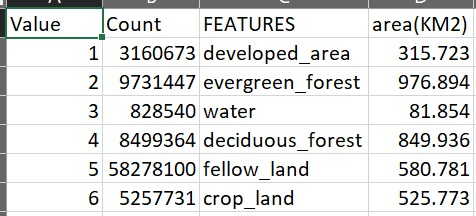 Value Count FEATURES area(KM2)
1 3160673 developed_area 315.723
2 9731447 evergreen_forest 976.894
3 828540 water 81.854
4 8499364 deciduous_forest 849.936
5 58278100 fellow_land 580.781
6 5257731 crop_land 525.773